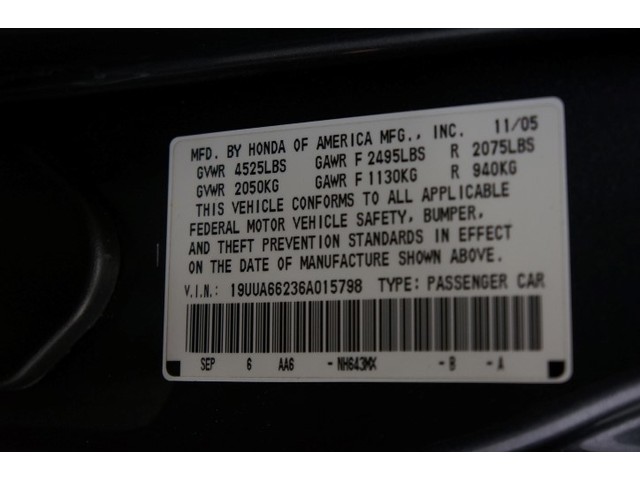 MFD. BY HONDA OF AMERICA MFG., INC. 11/05
GVWR 4525LBS GAWR F 2495LBS R 2075LBS
GVWR 2050KG GAWR F 1130KG R 940KG
THIS VEHICLE CONFORMS TO ALL APPLICABLE
FEDERAL MOTOR VEHICLE SAFETY, BUMPER,
AND THEFT PREVENTION STANDARDS IN EFFECT
ON THE DATE OF MANUFACTURE SHOWN ABOVE.
V.I.N.: 19UUA66236A015798 TYPE: PASSENGER CAR
SEP 6 AA6 -NH643MX -B -A